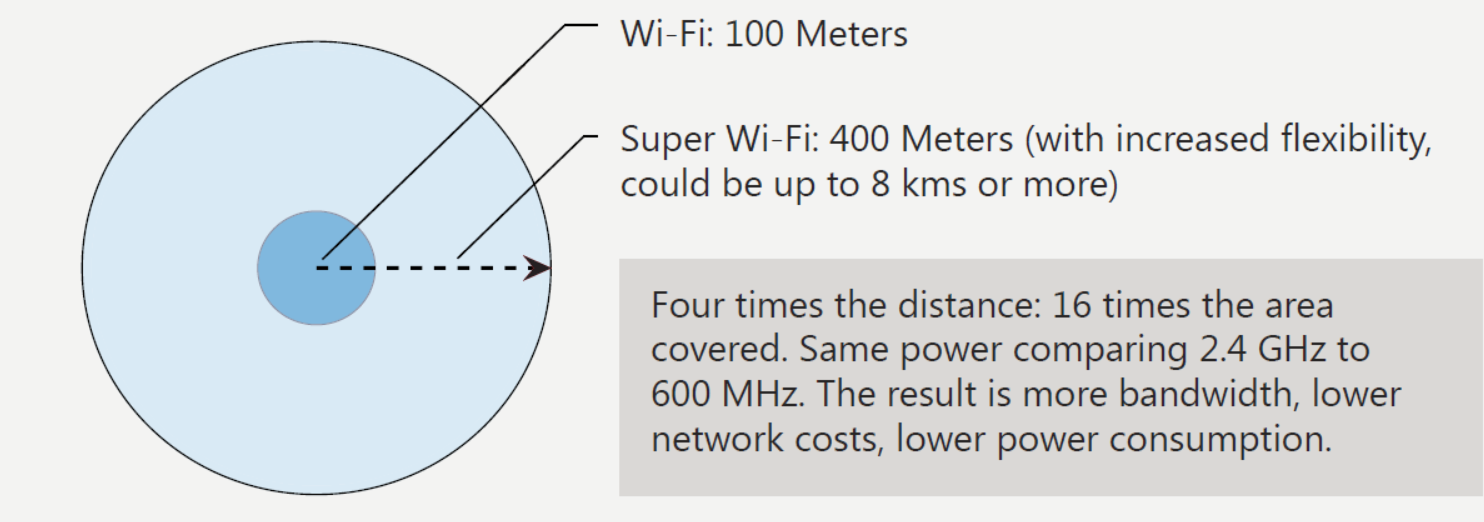 Wi-Fi: 100 Meters
Super Wi-Fi: 400 Meters (with increased flexibility,
could be up to 8 kms or more)
Four times the distance: 16 times the area
covered. Same power comparing 2.4 GHz to
600 MHz. The result is more bandwidth, lower
network costs, lower power consumption.